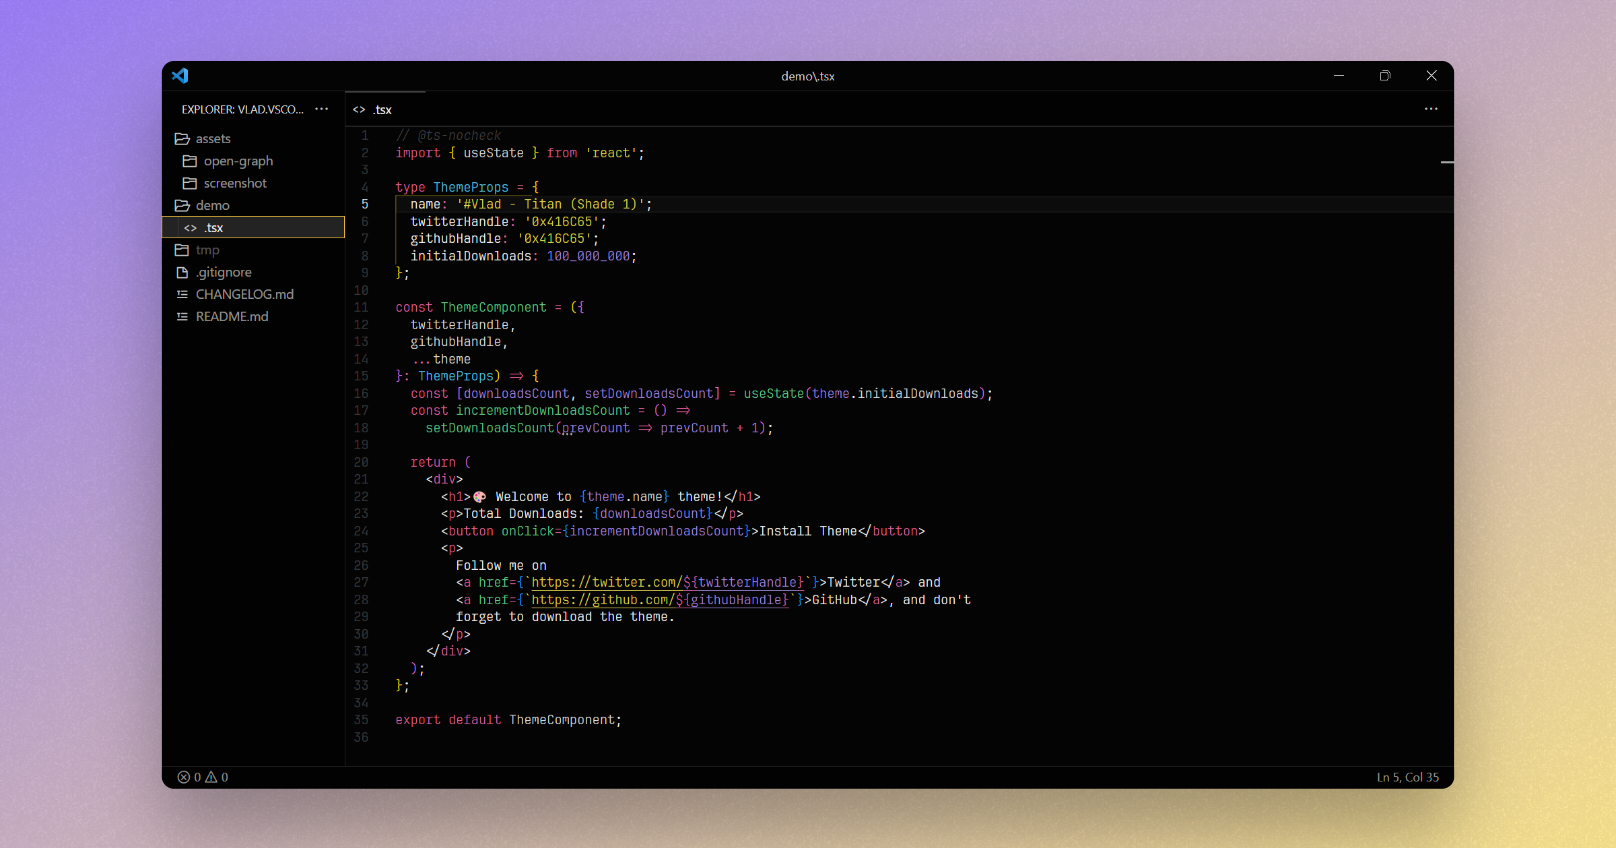 demo\.tsx
EXPLORER: VLAD.VSCO... ···
<> .tsx ···
assets
open-graph
screenshot
demo
<> .tsx
tmp
.gitignore
CHANGELOG.md
README.md
1 // @ts-nocheck
2 import { useState } from 'react';
3
4 type ThemeProps = {
5   name: '#Vlad - Titan (Shade 1)';
6   twitterHandle: '0x416C65';
7   githubHandle: '0x416C65';
8   initialDownloads: 100_000_000;
9 };
10
11 const ThemeComponent = ({
12   twitterHandle,
13   githubHandle,
14   ...theme
15 }: ThemeProps) => {
16   const [downloadsCount, setDownloadsCount] = useState(theme.initialDownloads);
17   const incrementDownloadsCount = () =>
18     setDownloadsCount(prevCount => prevCount + 1);
19
20   return (
21     <div>
22       <h1>🎨 Welcome to {theme.name} theme!</h1>
23       <p>Total Downloads: {downloadsCount}</p>
24       <button onClick={incrementDownloadsCount}>Install Theme</button>
25       <p>
26         Follow me on
27         <a href={`https://twitter.com/${twitterHandle}`}>Twitter</a> and
28         <a href={`https://github.com/${githubHandle}`}>GitHub</a>, and don't
29         forget to download the theme.
30       </p>
31     </div>
32   );
33 };
34
35 export default ThemeComponent;
36
0 0
Ln 5, Col 35